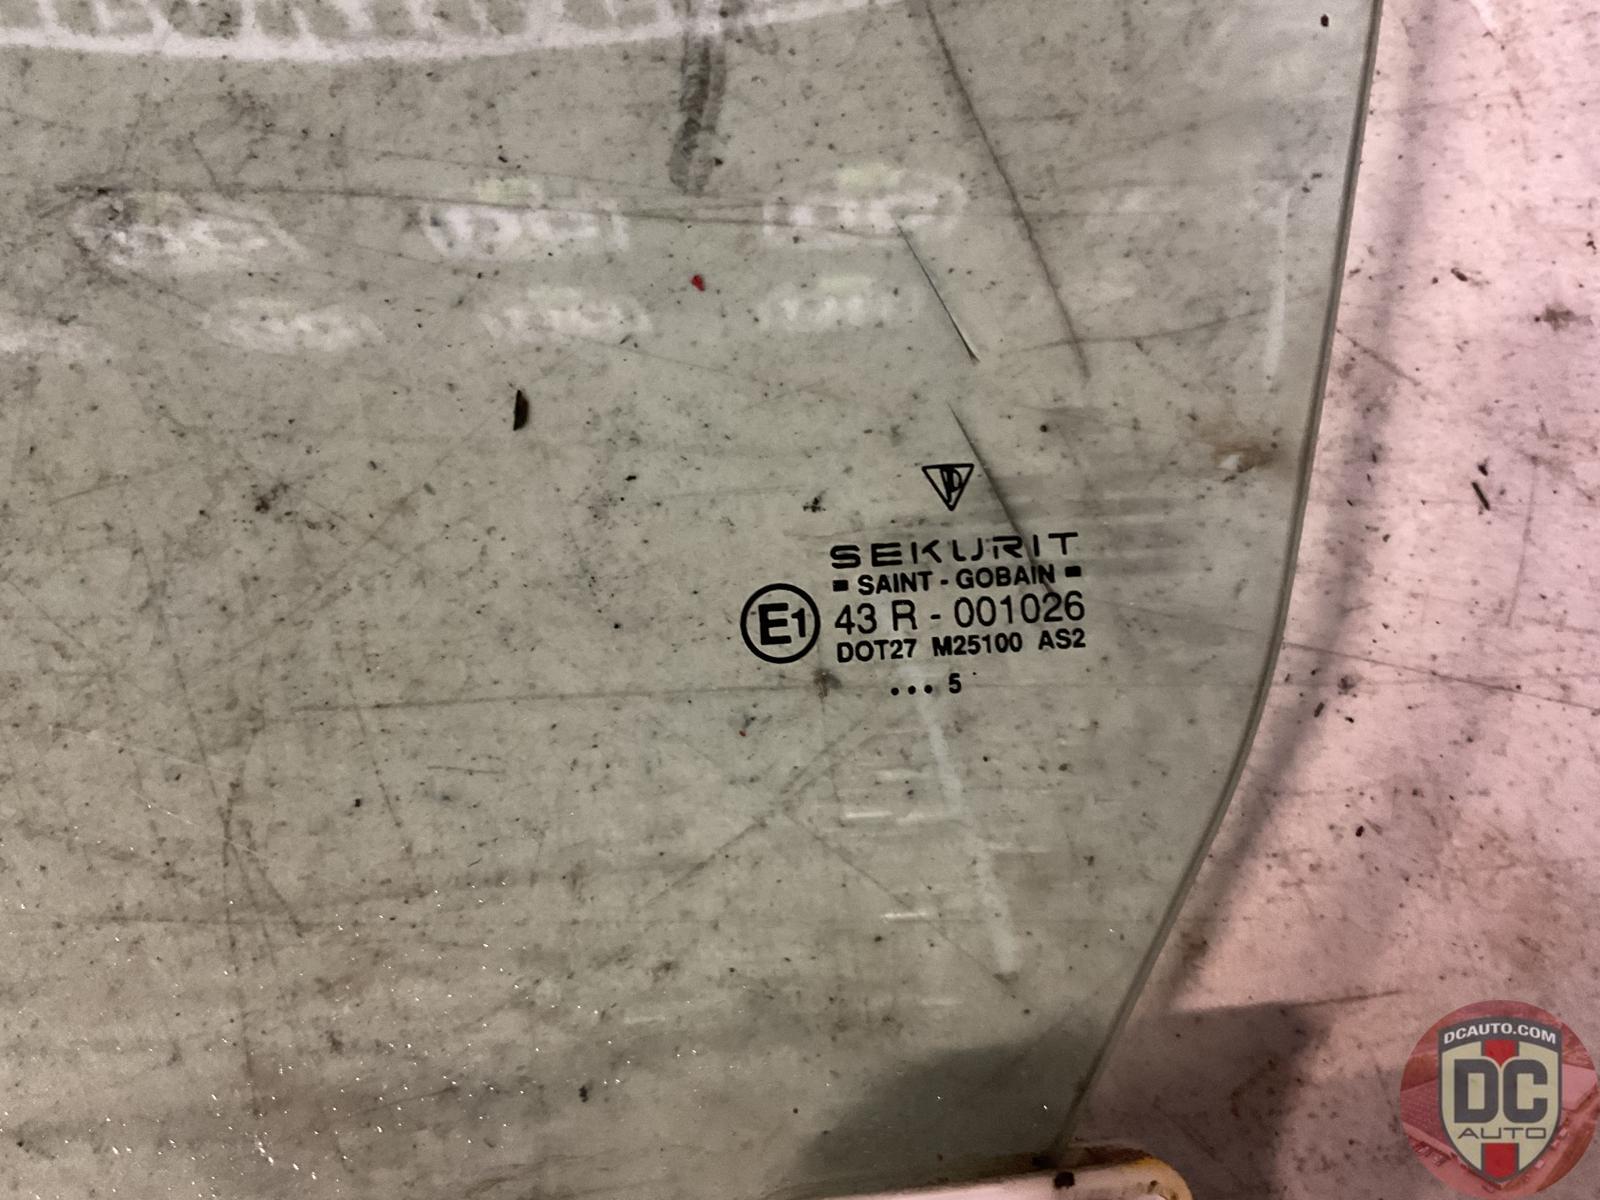 SEKURIT
SAINT - GOBAIN
E1 43 R - 001026
DOT27 M25100 AS2
... 5
DCAUTO.COM
DC
AUTO